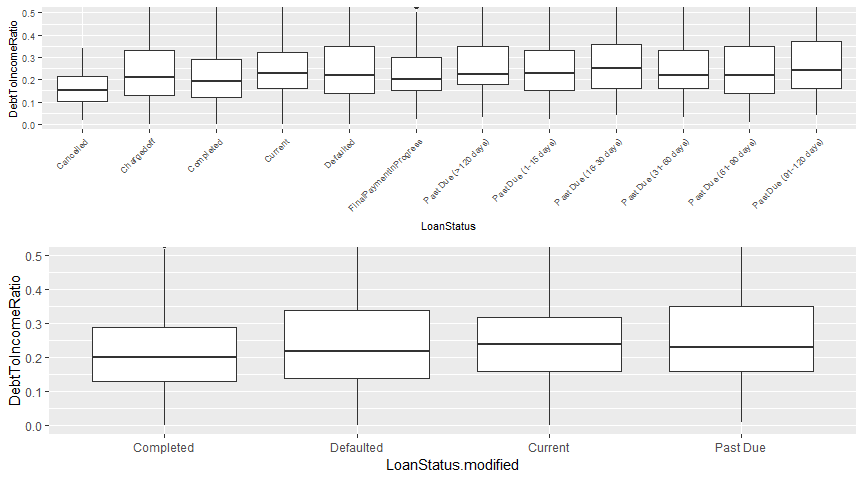 DebtToIncomeRatio
0.5
0.4
0.3
0.2
0.1
0.0
Cancelled
Chargedoff
Completed
Current
Defaulted
FinalPaymentInProgress
Past Due (>120 days)
Past Due (1-15 days)
Past Due (16-30 days)
Past Due (31-60 days)
Past Due (61-90 days)
Past Due (91-120 days)
LoanStatus
DebtToIncomeRatio
0.5
0.4
0.3
0.2
0.1
0.0
Completed
Defaulted
Current
Past Due
LoanStatus.modified